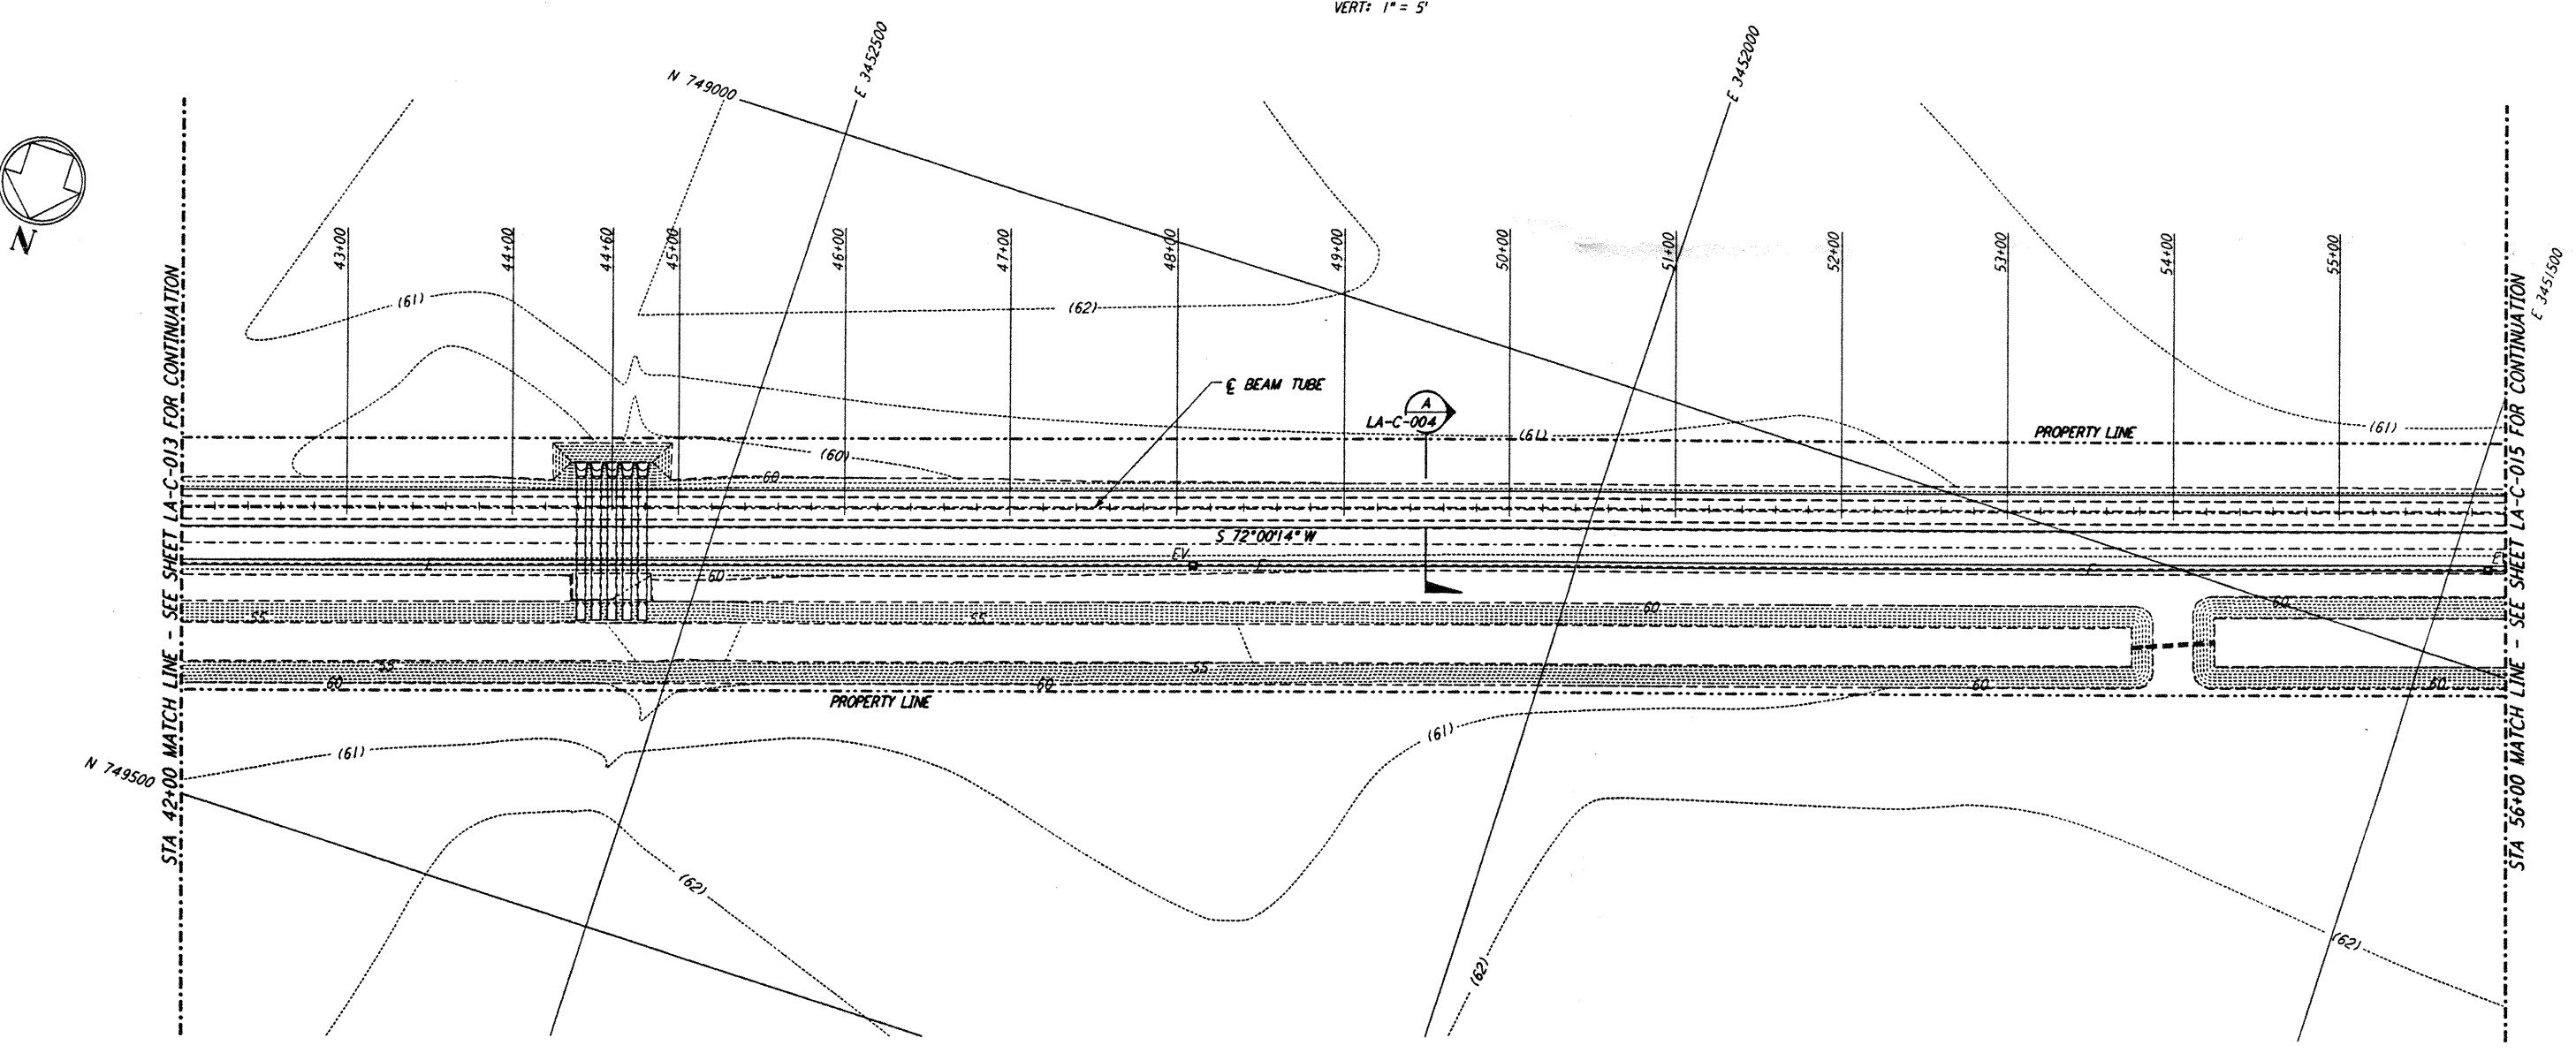 VERT: 1" = 5'
E 3452500
E 3452000
N 749000
N
43+00
44+00
44+60
45+00
46+00
47+00
48+00
49+00
50+00
51+00
52+00
53+00
54+00
55+00
E 3451500
(61)
(62)
℄ BEAM TUBE
A
LA-C-004
(61)
PROPERTY LINE
(61)
(60)
60
S 72°00'14" W
EV
E
E
E
E
60
55
55
60
60
55
55
60
60
60
60
PROPERTY LINE
(61)
(61)
N 749500
(62)
(62)
(62)
STA 42+00 MATCH LINE - SEE SHEET LA-C-013 FOR CONTINUATION
STA 56+00 MATCH LINE - SEE SHEET LA-C-015 FOR CONTINUATION